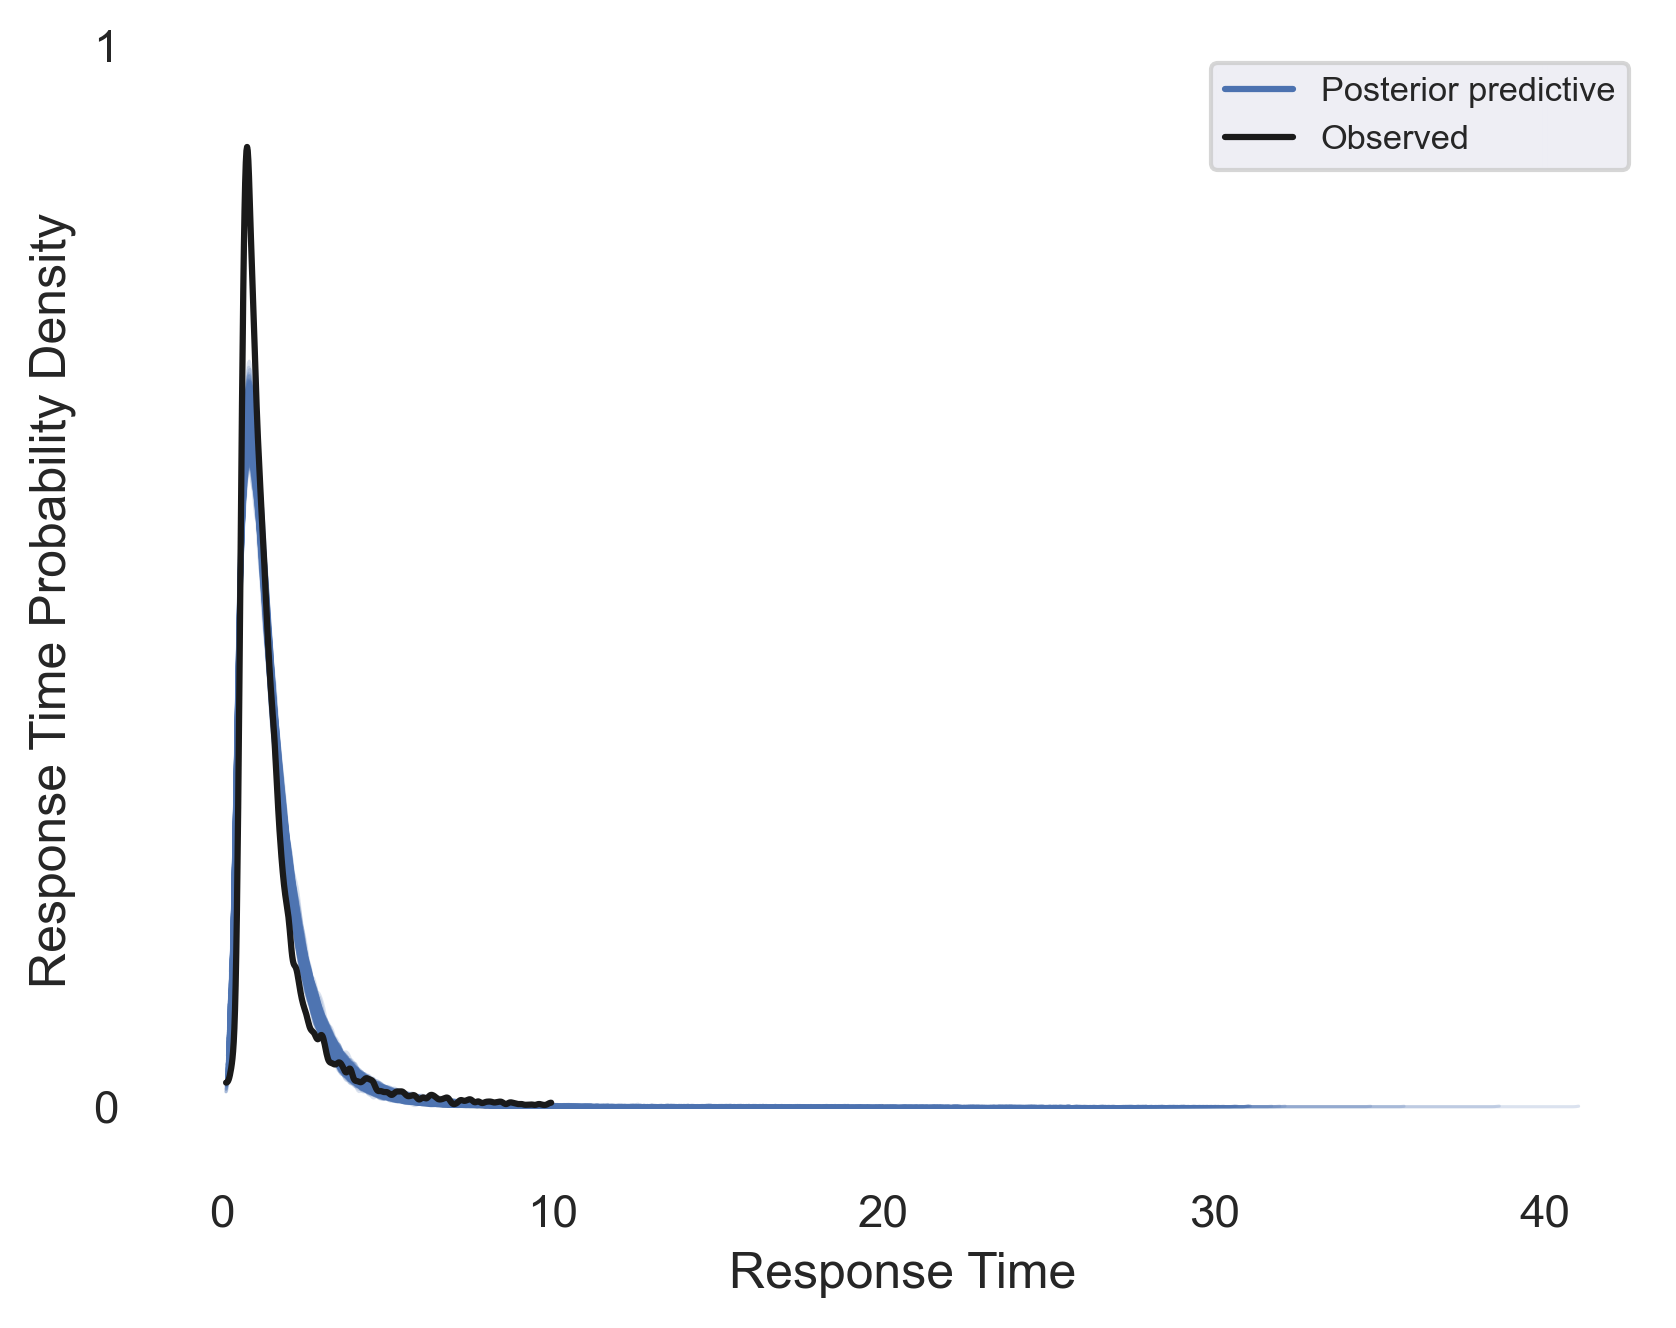 1
Posterior predictive
Observed
Response Time Probability Density
0
0 10 20 30 40
Response Time